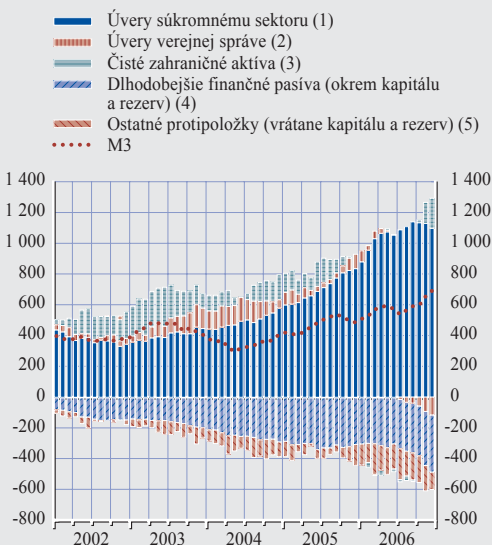 Úvery súkromnému sektoru (1)
Úvery verejnej správe (2)
Čisté zahraničné aktíva (3)
Dlhodobejšie finančné pasíva (okrem kapitálu
a rezerv) (4)
Ostatné protipoložky (vrátane kapitálu a rezerv) (5)
M3
1 400 1 400
1 200 1 200
1 000 1 000
800 800
600 600
400 400
200 200
0 0
-200 -200
-400 -400
-600 -600
-800 -800
2002 2003 2004 2005 2006